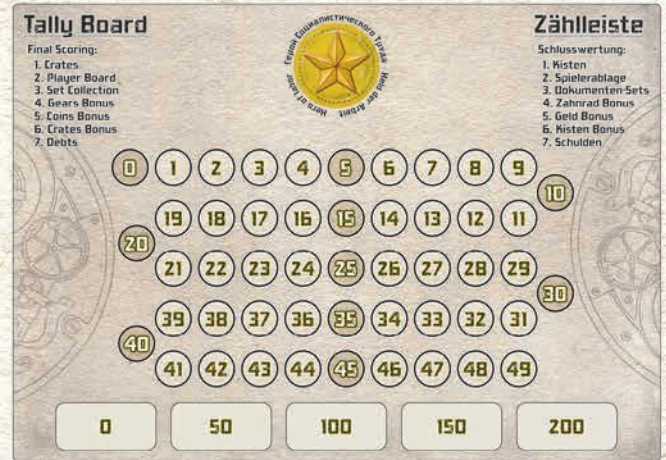 Tally Board
Final Scoring:
1. Crates
2. Player Board
3. Set Collection
4. Gears Bonus
5. Coins Bonus
6. Crates Bonus
7. Debts
Герой Социалистического Труда
Held der Arbeit
Hero of labor
Zählleiste
Schlusswertung:
1. Kisten
2. Spielerablage
3. Dokumenten-Sets
4. Zahnrad Bonus
5. Geld Bonus
6. Kisten Bonus
7. Schulden
0 1 2 3 4 5 6 7 8 9
10
19 18 17 16 15 14 13 12 11
20
21 22 23 24 25 26 27 28 29
30
39 38 37 36 35 34 33 32 31
40
41 42 43 44 45 46 47 48 49
0 50 100 150 200